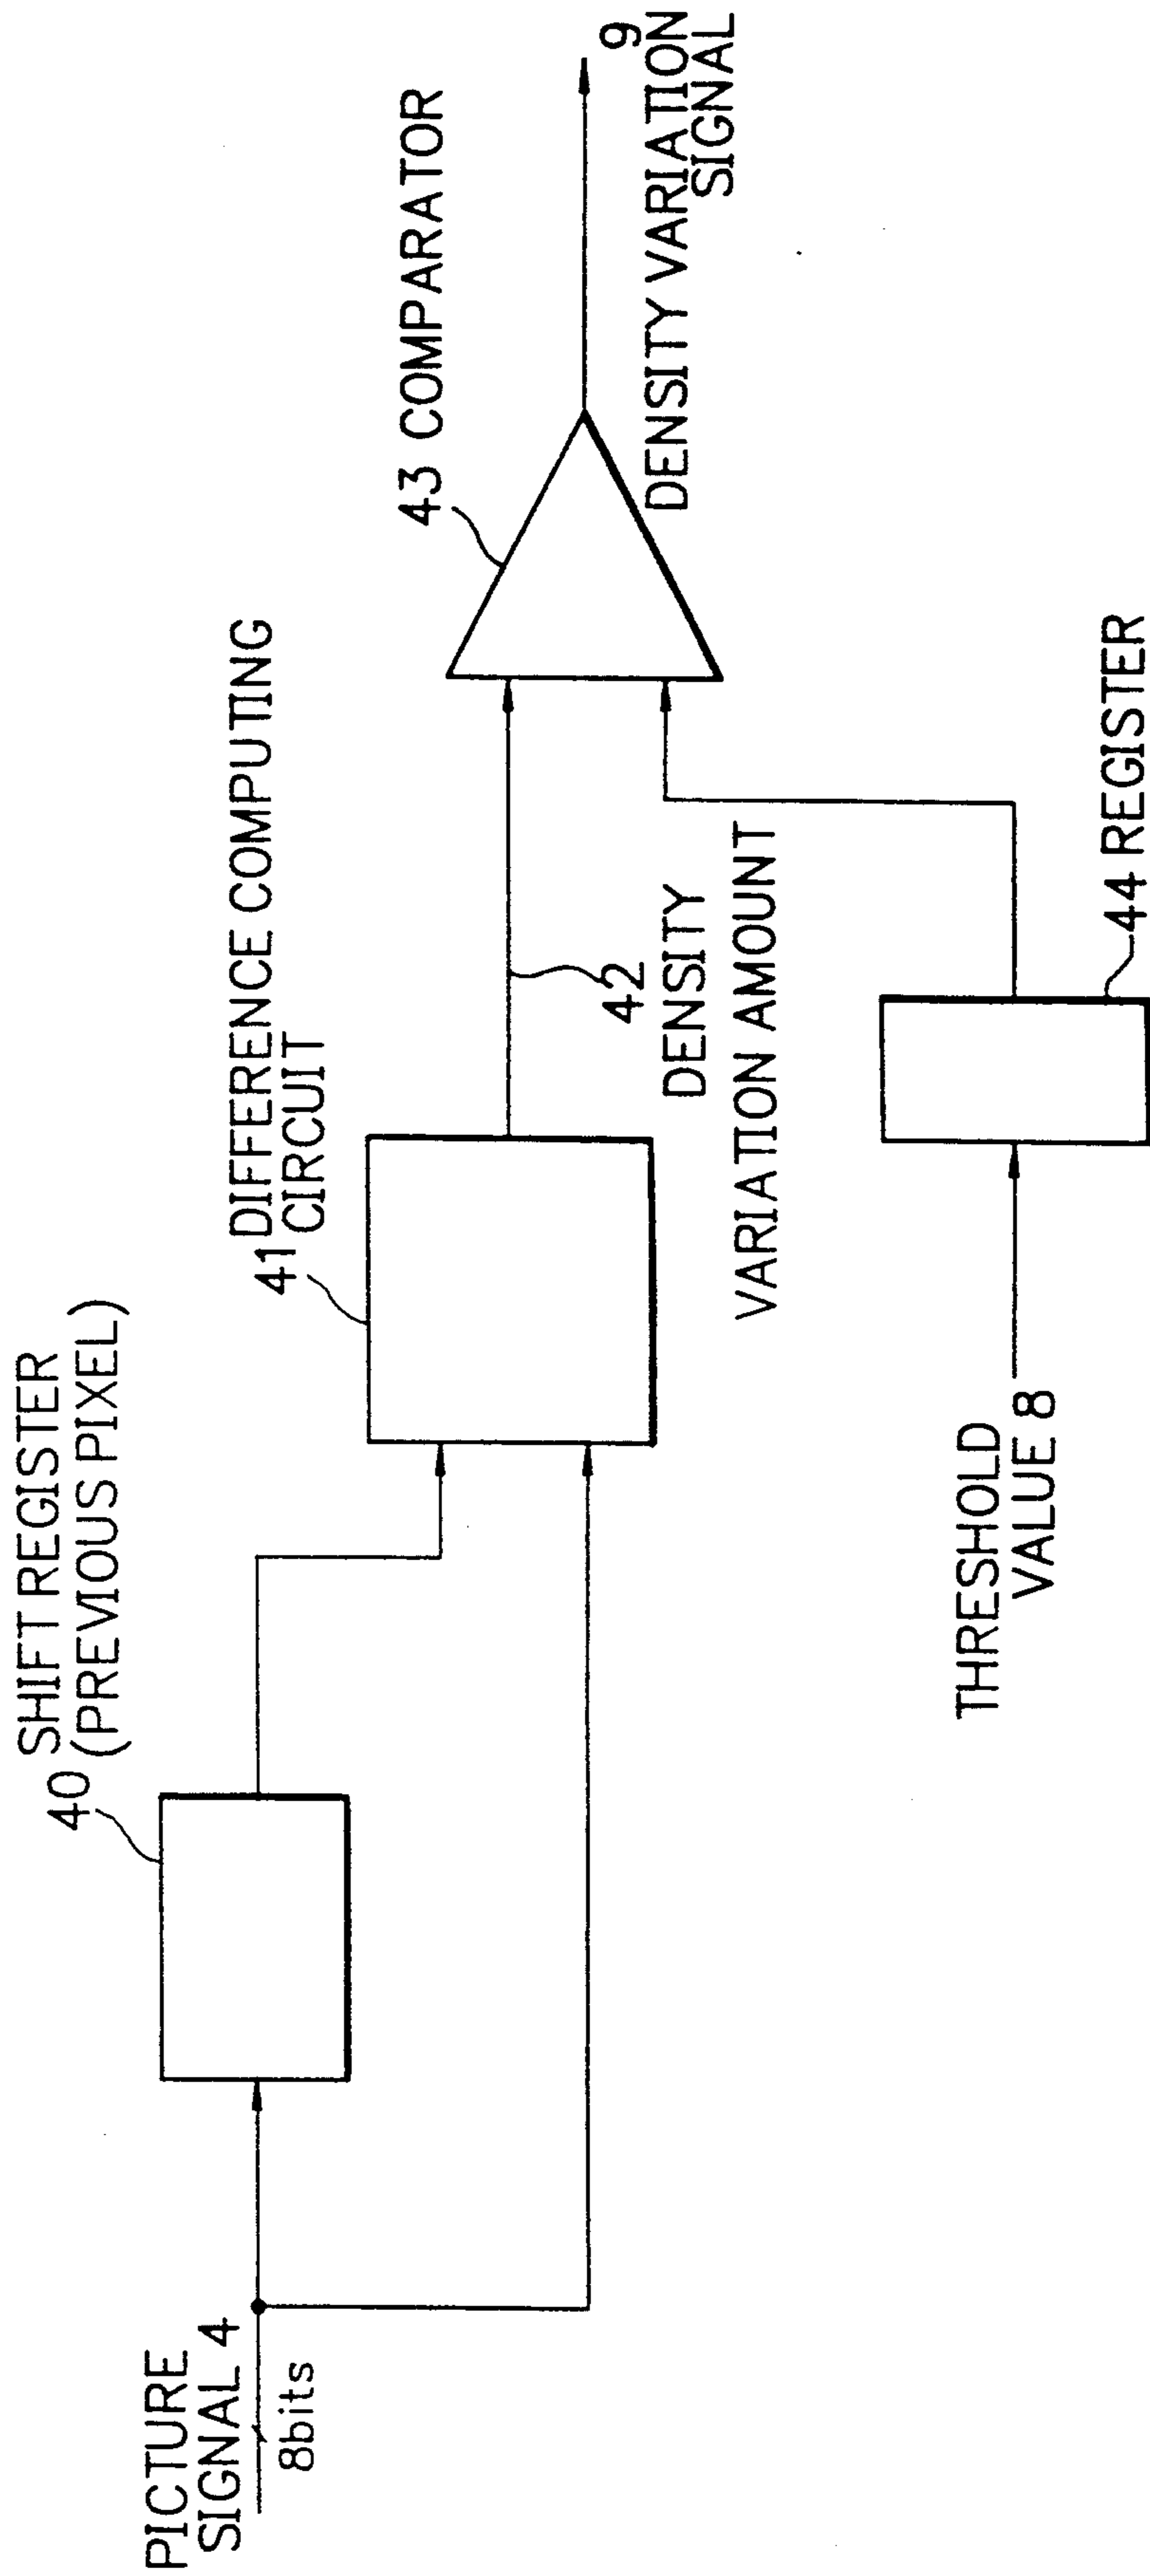 PICTURE
SIGNAL 4
8bits
40 SHIFT REGISTER
(PREVIOUS PIXEL)
41 DIFFERENCE COMPUTING
CIRCUIT
42
DENSITY
VARIATION AMOUNT
43 COMPARATOR
9
DENSITY VARIATION
SIGNAL
THRESHOLD
VALUE 8
44 REGISTER